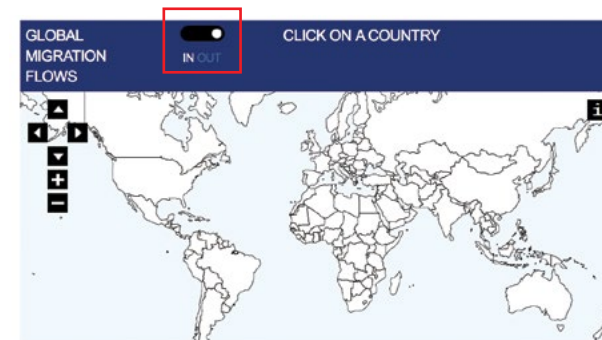 GLOBAL
MIGRATION
FLOWS
IN OUT
CLICK ON A COUNTRY
i